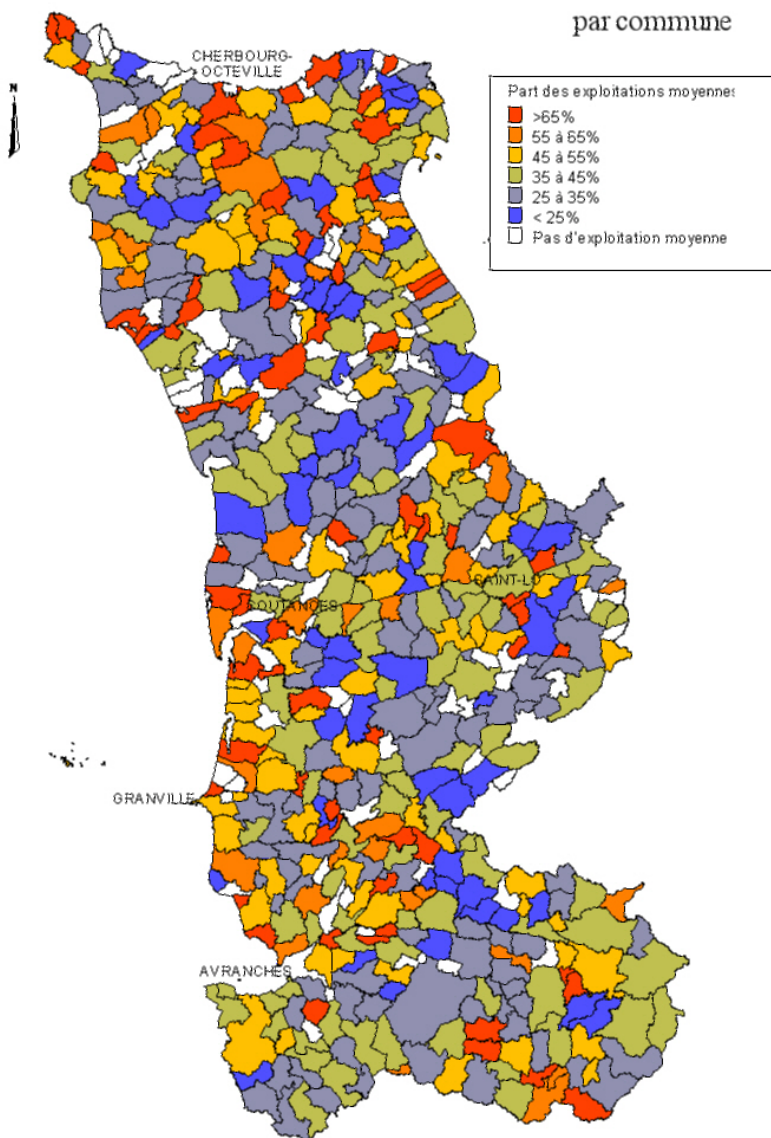 par commune
CHERBOURG-
OCTEVILLE
N
Part des exploitations moyennes
>65%
55 à 65%
45 à 55%
35 à 45%
25 à 35%
< 25%
Pas d'exploitation moyenne
SAINT-LO
COUTANCES
GRANVILLE
AVRANCHES